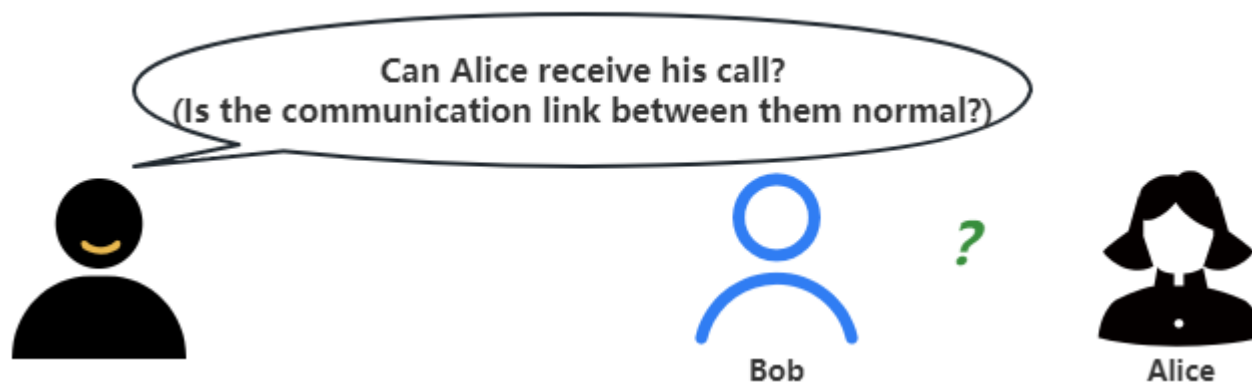 Can Alice receive his call?
(Is the communication link between them normal?)
?
Bob
Alice